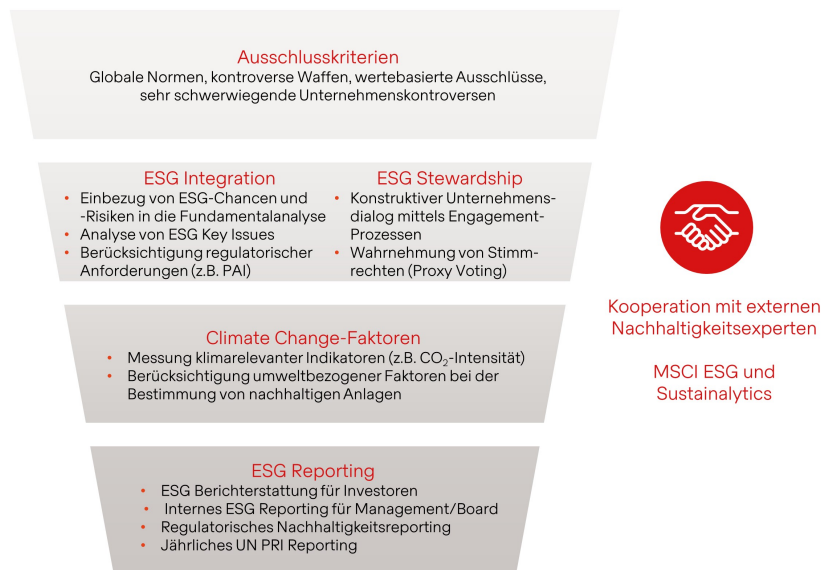 Ausschlusskriterien
Globale Normen, kontroverse Waffen, wertebasierte Ausschlüsse,
sehr schwerwiegende Unternehmenskontroversen
ESG Integration
• Einbezug von ESG-Chancen und
-Risiken in die Fundamentalanalyse
• Analyse von ESG Key Issues
• Berücksichtigung regulatorischer
Anforderungen (z.B. PAI)
ESG Stewardship
• Konstruktiver Unternehmens-
dialog mittels Engagement-
Prozessen
• Wahrnehmung von Stimm-
rechten (Proxy Voting)
Climate Change-Faktoren
• Messung klimarelevanter Indikatoren (z.B. CO₂-Intensität)
• Berücksichtigung umweltbezogener Faktoren bei der
Bestimmung von nachhaltigen Anlagen
ESG Reporting
• ESG Berichterstattung für Investoren
• Internes ESG Reporting für Management/Board
• Regulatorisches Nachhaltigkeitsreporting
• Jährliches UN PRI Reporting
Kooperation mit externen
Nachhaltigkeitsexperten
MSCI ESG und
Sustainalytics